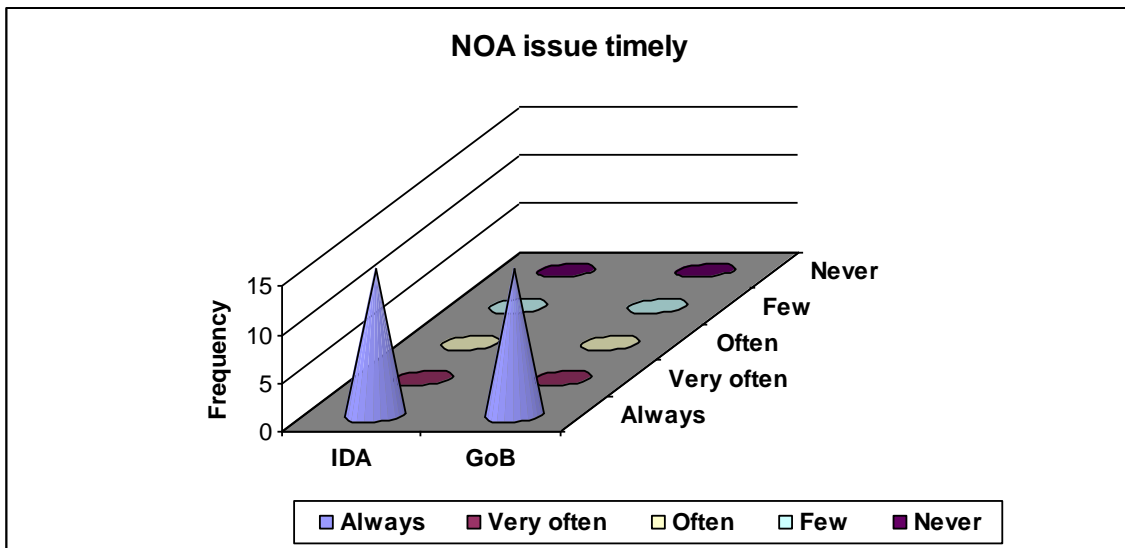 NOA issue timely
15
10
5
0
Frequency
IDA
GoB
Never
Few
Often
Very often
Always
Always Very often Often Few Never